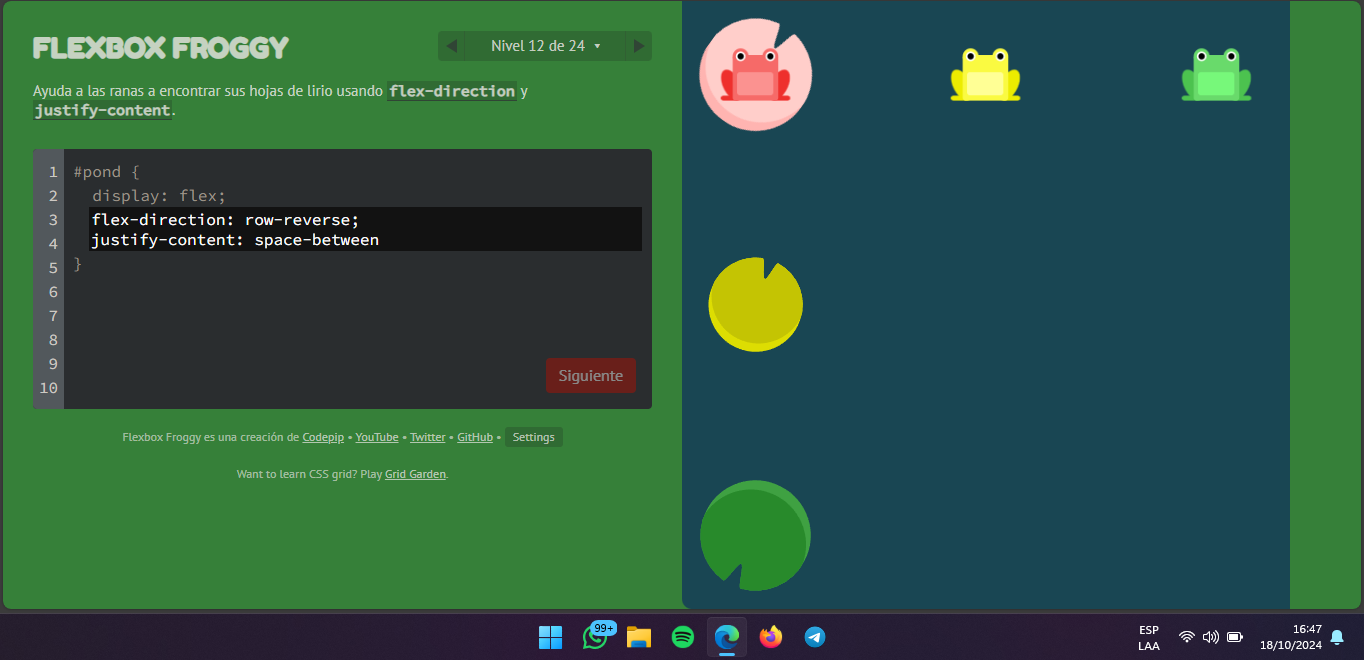 FLEXBOX FROGGY
Nivel 12 de 24 ▾
Ayuda a las ranas a encontrar sus hojas de lirio usando flex-direction y
justify-content.
1 #pond {
2 display: flex;
3 flex-direction: row-reverse;
4 justify-content: space-between
5 }
6
7
8
9
10
Siguiente
Flexbox Froggy es una creación de Codepip • YouTube • Twitter • GitHub • Settings
Want to learn CSS grid? Play Grid Garden.
99+
ESP
LAA
16:47
18/10/2024